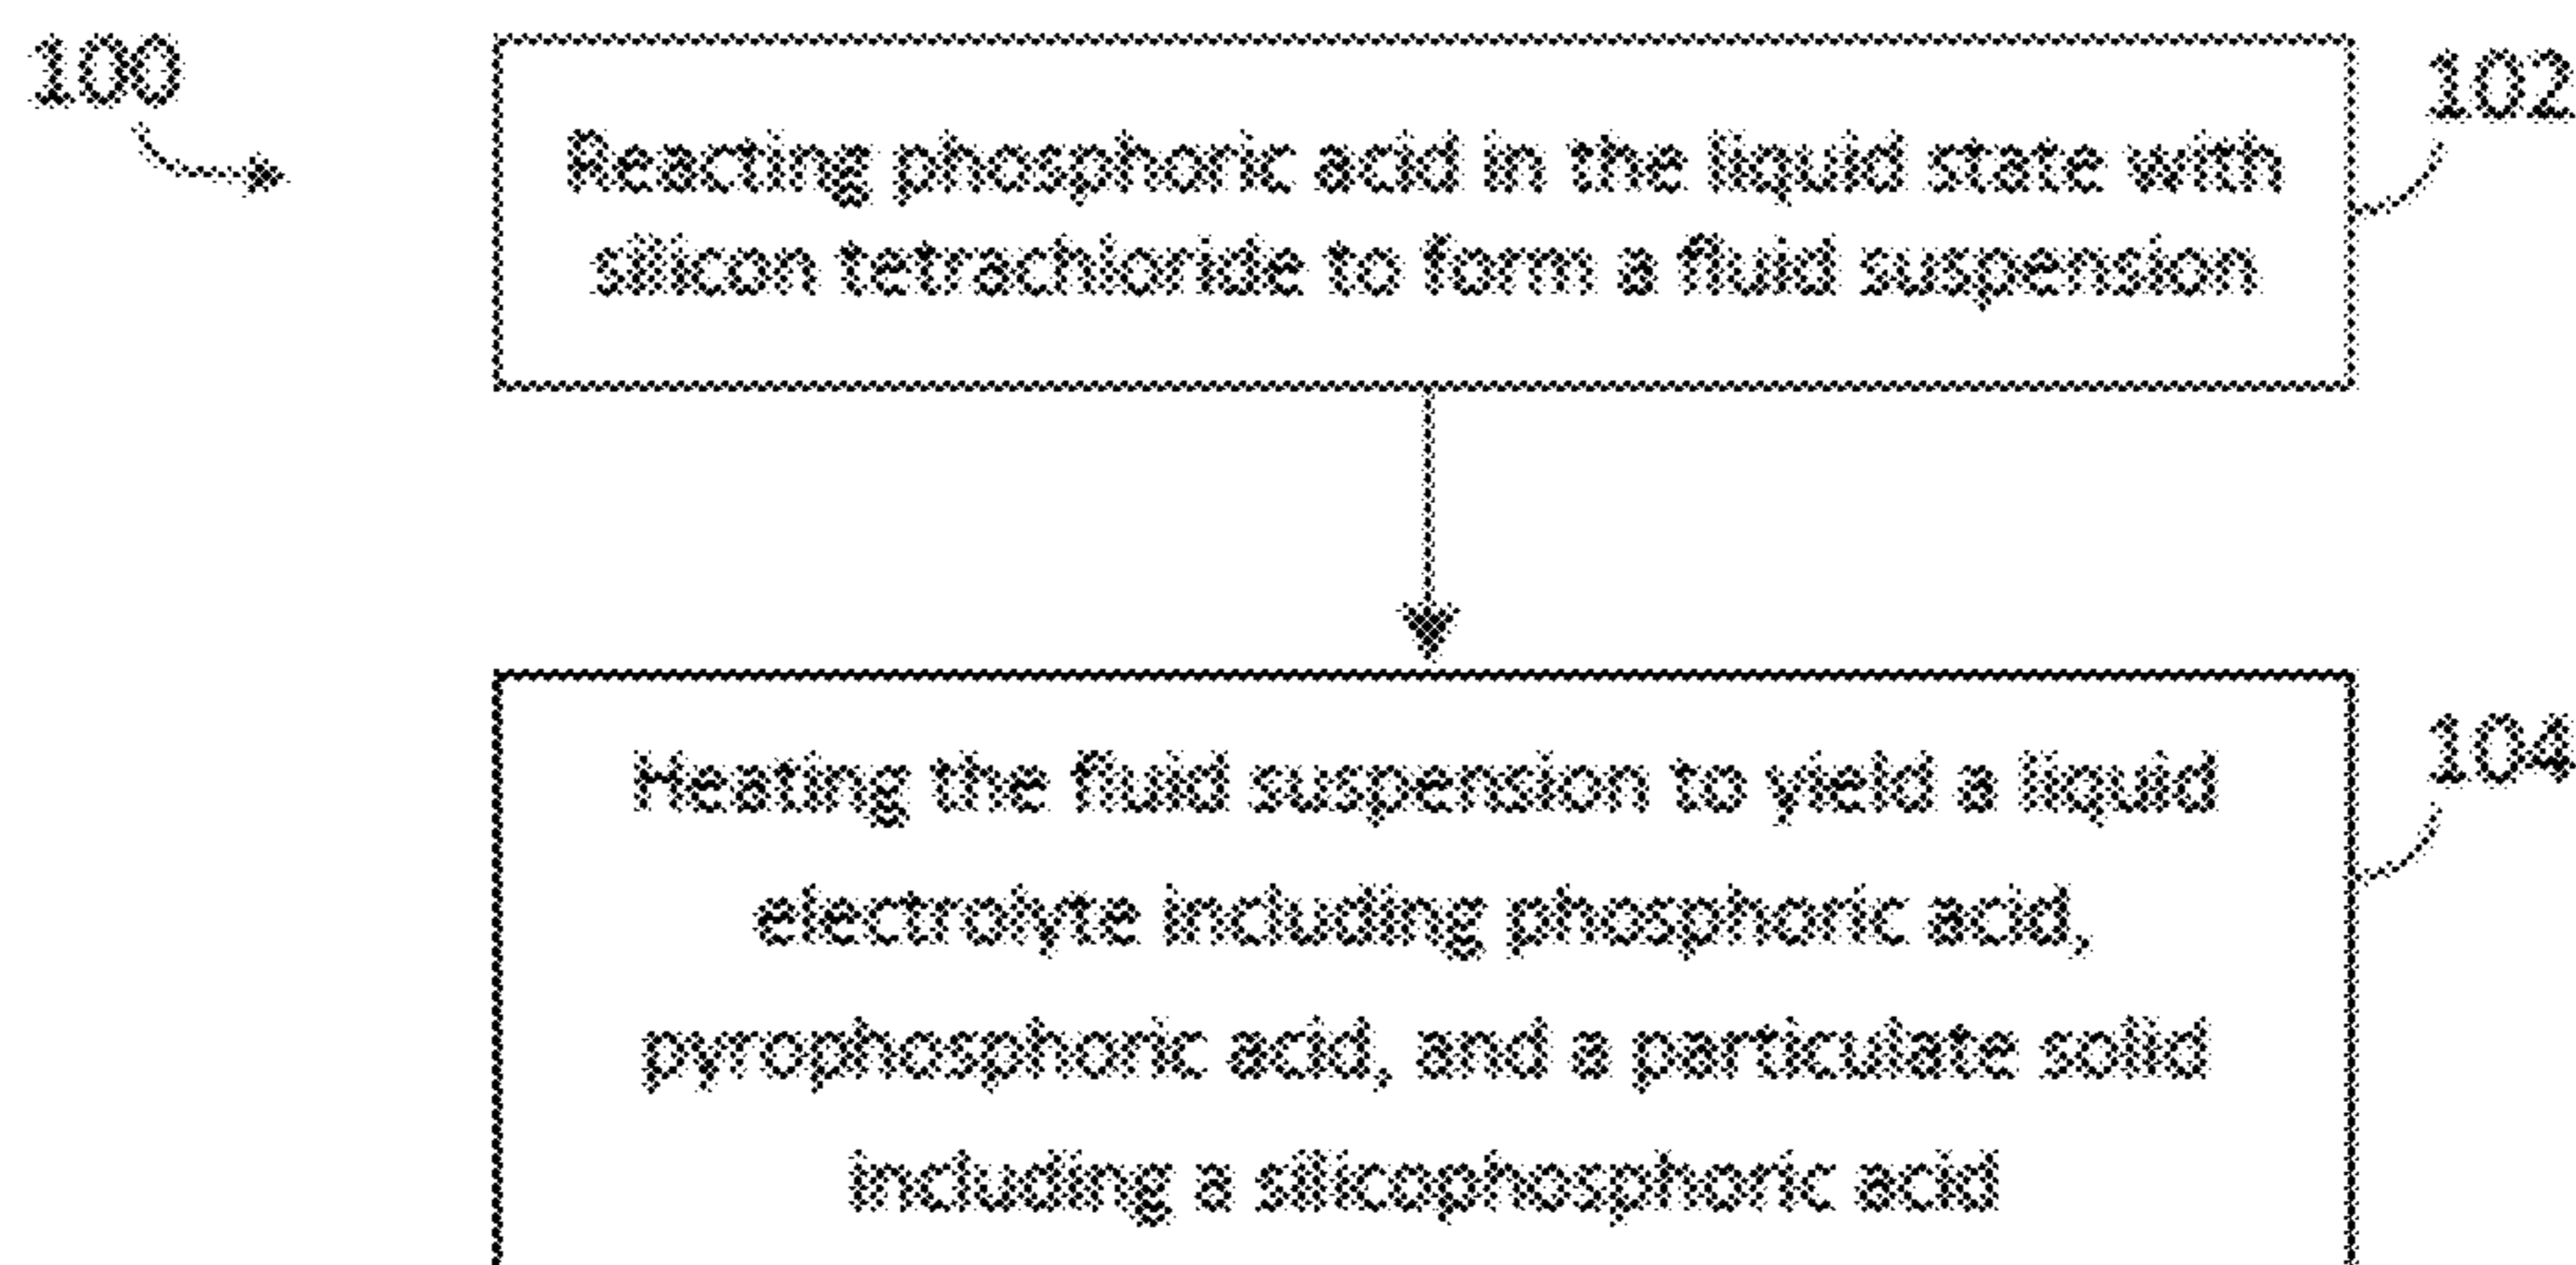 100
102
Reacting phosphoric acid in the liquid state with
silicon tetrachloride to form a fluid suspension
104
Heating the fluid suspension to yield a liquid
electrolyte including phosphoric acid,
pyrophosphoric acid, and a particulate solid
including a silicophosphoric acid